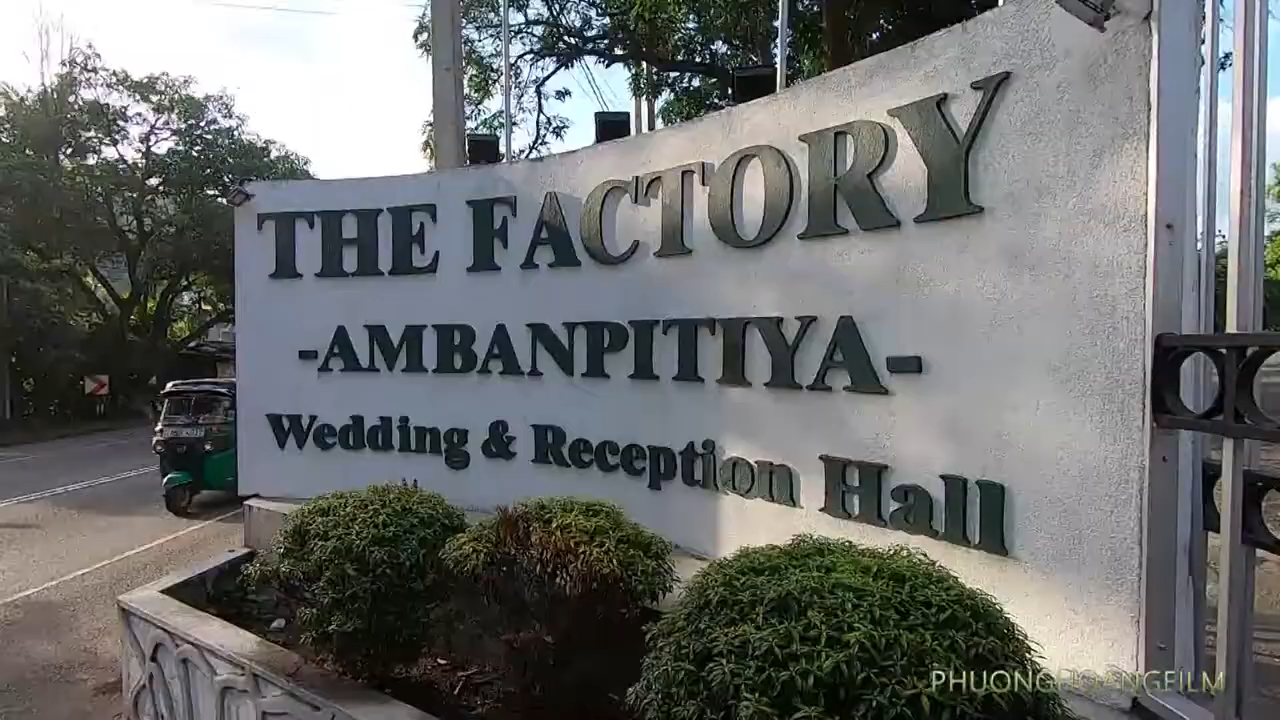 THE FACTORY
-AMBANPITIYA-
Wedding & Reception Hall
PHUONGHOANGFILM